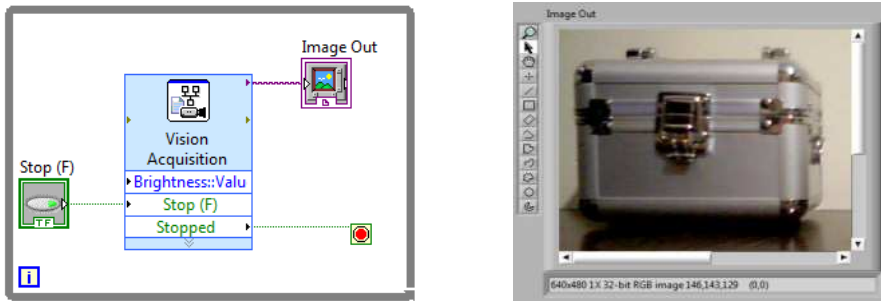 Image Out
Vision
Acquisition
Stop (F)
Brightness::Valu
Stop (F)
TF
Stopped
i
Image Out
640x480 1X 32-bit RGB image 146,143,129 (0,0)